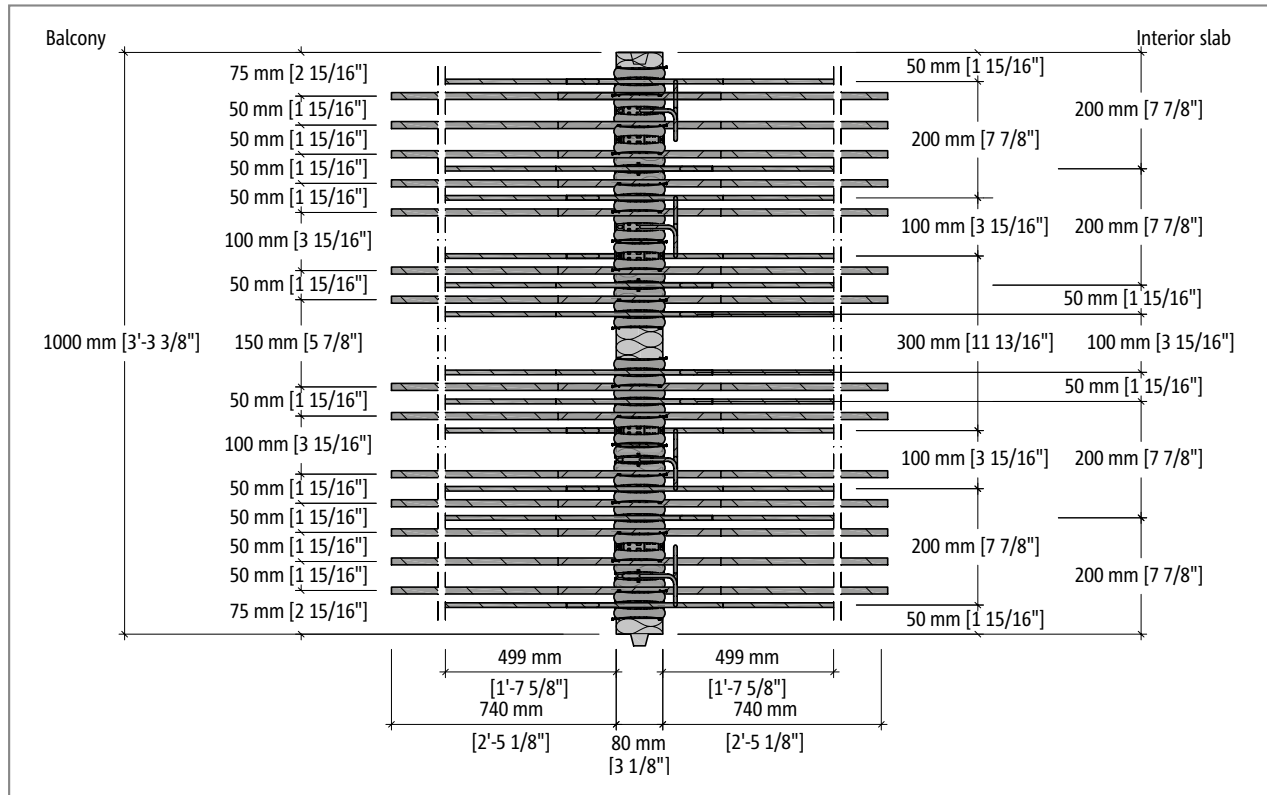 Balcony
Interior slab
75 mm [2 15/16"]
50 mm [1 15/16"]
50 mm [1 15/16"]
200 mm [7 7/8"]
50 mm [1 15/16"]
200 mm [7 7/8"]
50 mm [1 15/16"]
50 mm [1 15/16"]
100 mm [3 15/16"]
100 mm [3 15/16"]
200 mm [7 7/8"]
50 mm [1 15/16"]
50 mm [1 15/16"]
1000 mm [3'-3 3/8"]
150 mm [5 7/8"]
300 mm [11 13/16"]
100 mm [3 15/16"]
50 mm [1 15/16"]
50 mm [1 15/16"]
100 mm [3 15/16"]
100 mm [3 15/16"]
200 mm [7 7/8"]
50 mm [1 15/16"]
50 mm [1 15/16"]
50 mm [1 15/16"]
200 mm [7 7/8"]
50 mm [1 15/16"]
200 mm [7 7/8"]
75 mm [2 15/16"]
50 mm [1 15/16"]
499 mm
499 mm
[1'-7 5/8"]
[1'-7 5/8"]
740 mm
740 mm
[2'-5 1/8"]
80 mm
[2'-5 1/8"]
[3 1/8"]